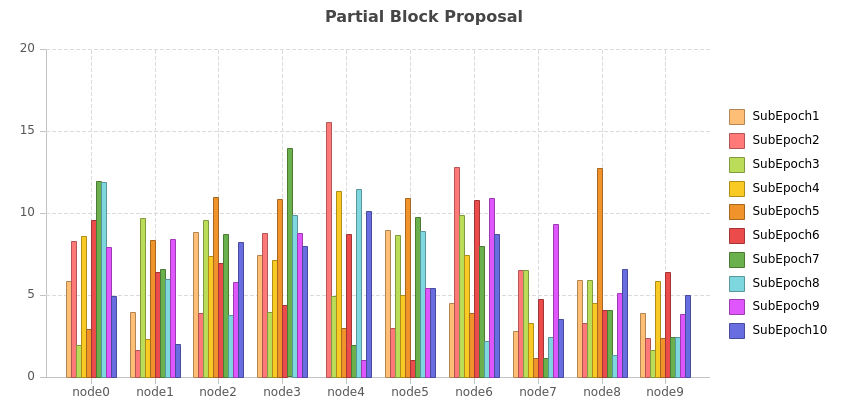 Partial Block Proposal
20
15
10
5
0
node0 node1 node2 node3 node4 node5 node6 node7 node8 node9
SubEpoch1
SubEpoch2
SubEpoch3
SubEpoch4
SubEpoch5
SubEpoch6
SubEpoch7
SubEpoch8
SubEpoch9
SubEpoch10